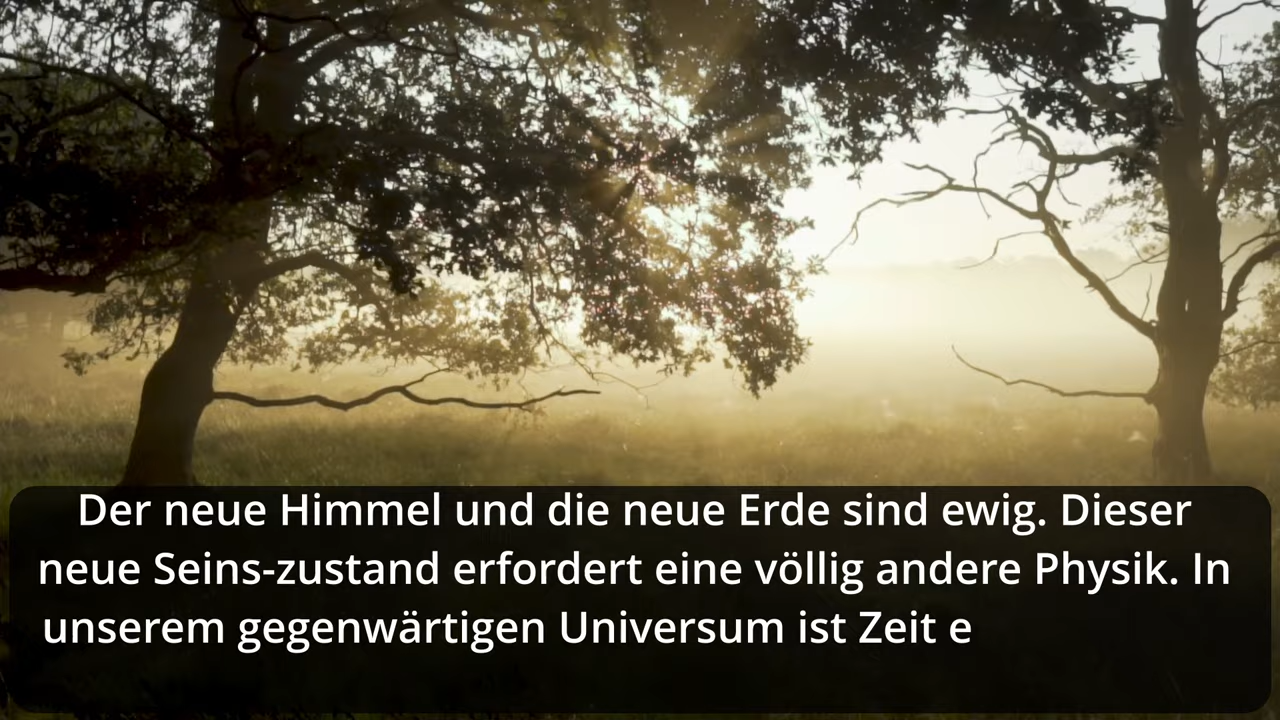 Der neue Himmel und die neue Erde sind ewig. Dieser
neue Seins-zustand erfordert eine völlig andere Physik. In
unserem gegenwärtigen Universum ist Zeit e